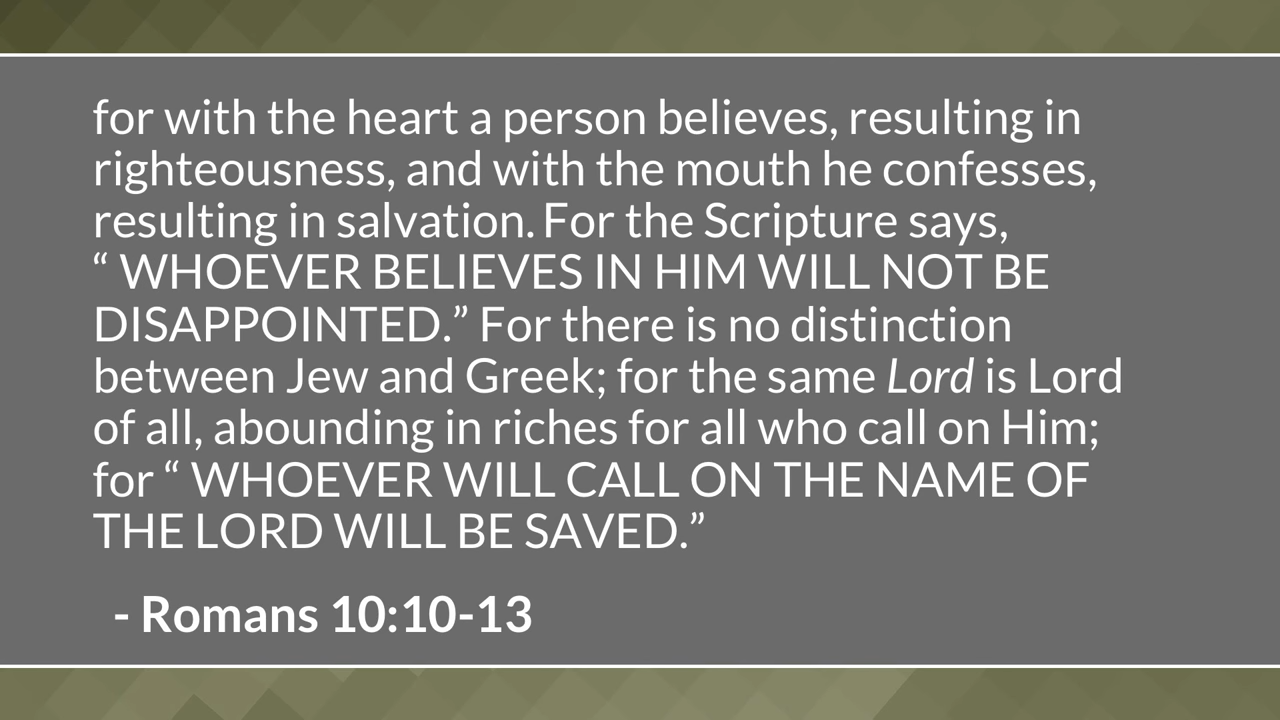 for with the heart a person believes, resulting in
righteousness, and with the mouth he confesses,
resulting in salvation. For the Scripture says,
“ WHOEVER BELIEVES IN HIM WILL NOT BE
DISAPPOINTED.” For there is no distinction
between Jew and Greek; for the same Lord is Lord
of all, abounding in riches for all who call on Him;
for “ WHOEVER WILL CALL ON THE NAME OF
THE LORD WILL BE SAVED.”
- Romans 10:10-13